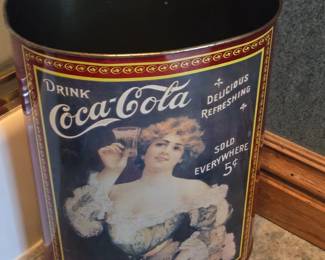 DRINK
Coca-Cola
DELICIOUS
REFRESHING
SOLD
EVERYWHERE
5¢